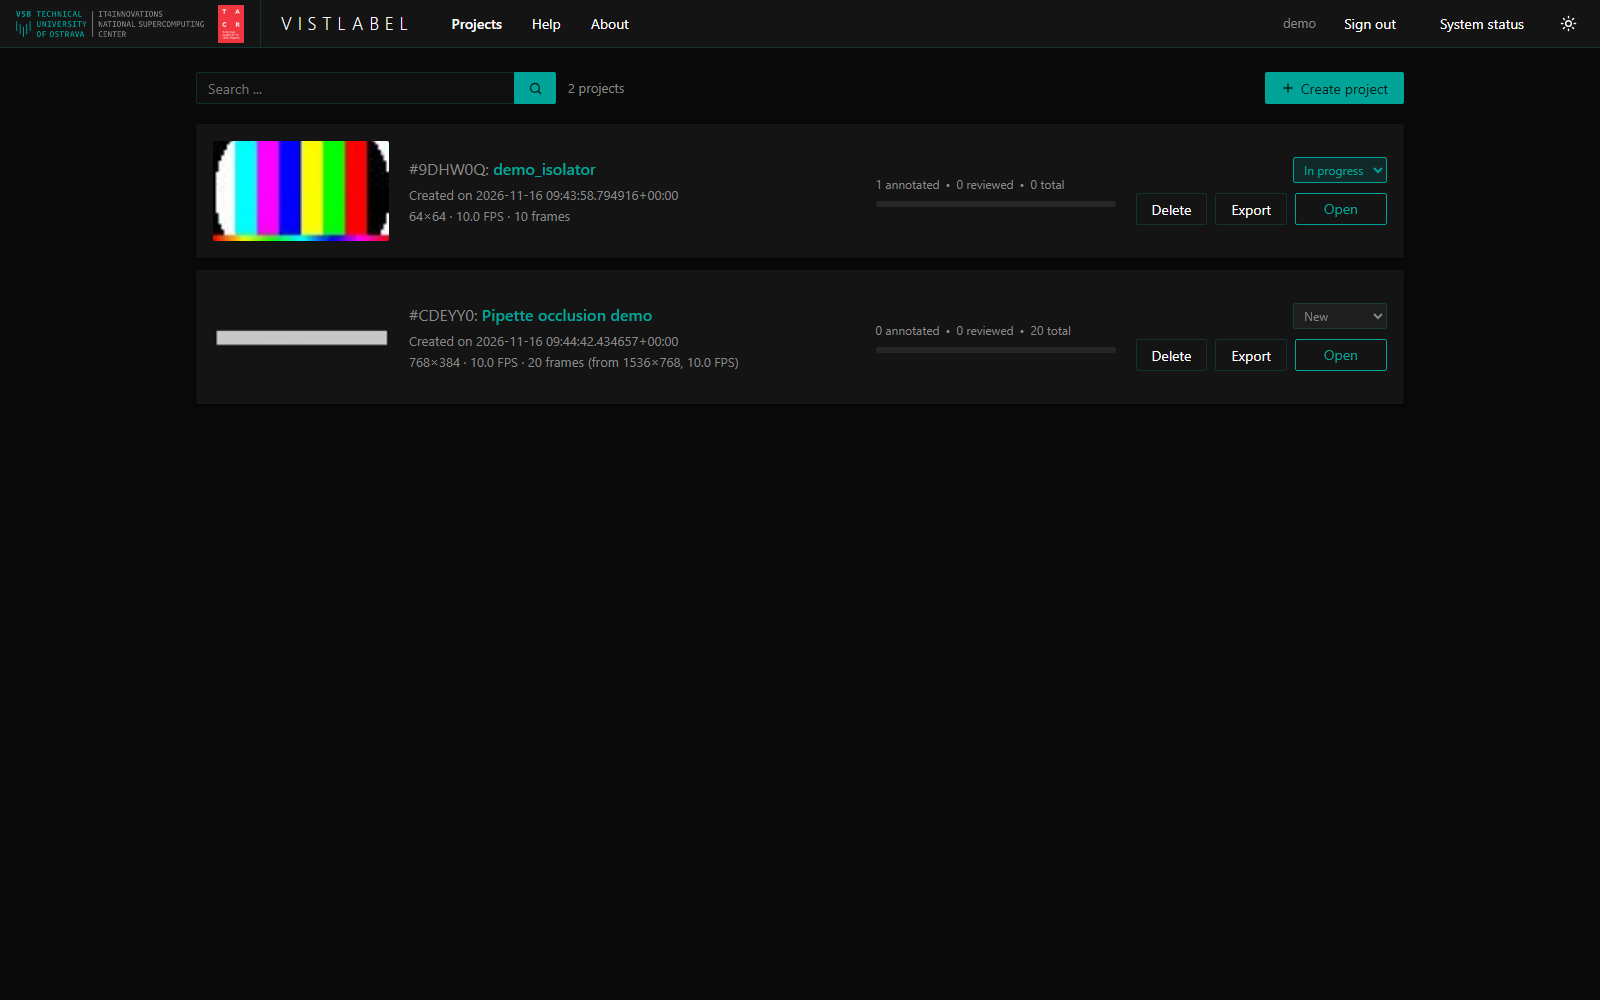 VSB TECHNICAL
UNIVERSITY
OF OSTRAVA
IT4INNOVATIONS
NATIONAL SUPERCOMPUTING
CENTER
T A
C R
VISTLABEL
Projects
Help
About
demo
Sign out
System status
Search ...
2 projects
+ Create project
#9DHW0Q: demo_isolator
Created on 2026-11-16 09:43:58.794916+00:00
64×64 · 10.0 FPS · 10 frames
1 annotated • 0 reviewed • 0 total
In progress
Delete
Export
Open
#CDEYY0: Pipette occlusion demo
Created on 2026-11-16 09:44:42.434657+00:00
768×384 · 10.0 FPS · 20 frames (from 1536×768, 10.0 FPS)
0 annotated • 0 reviewed • 20 total
New
Delete
Export
Open